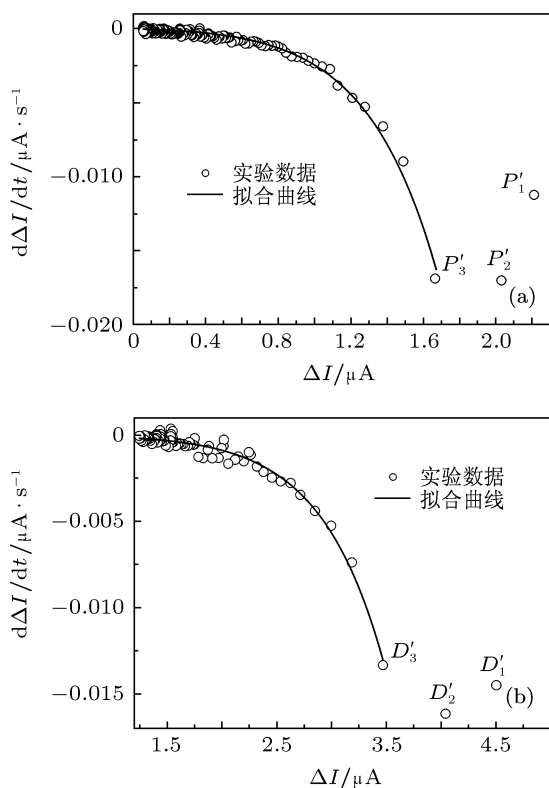 0
−0.010
−0.020
dΔI/dt/μA·s⁻¹
实验数据
拟合曲线
P′₁
P′₂
P′₃
(a)
0 0.4 0.8 1.2 1.6 2.0
ΔI/μA
0
−0.005
−0.010
−0.015
dΔI/dt/μA·s⁻¹
实验数据
拟合曲线
D′₃
D′₁
D′₂
(b)
1.5 2.5 3.5 4.5
ΔI/μA